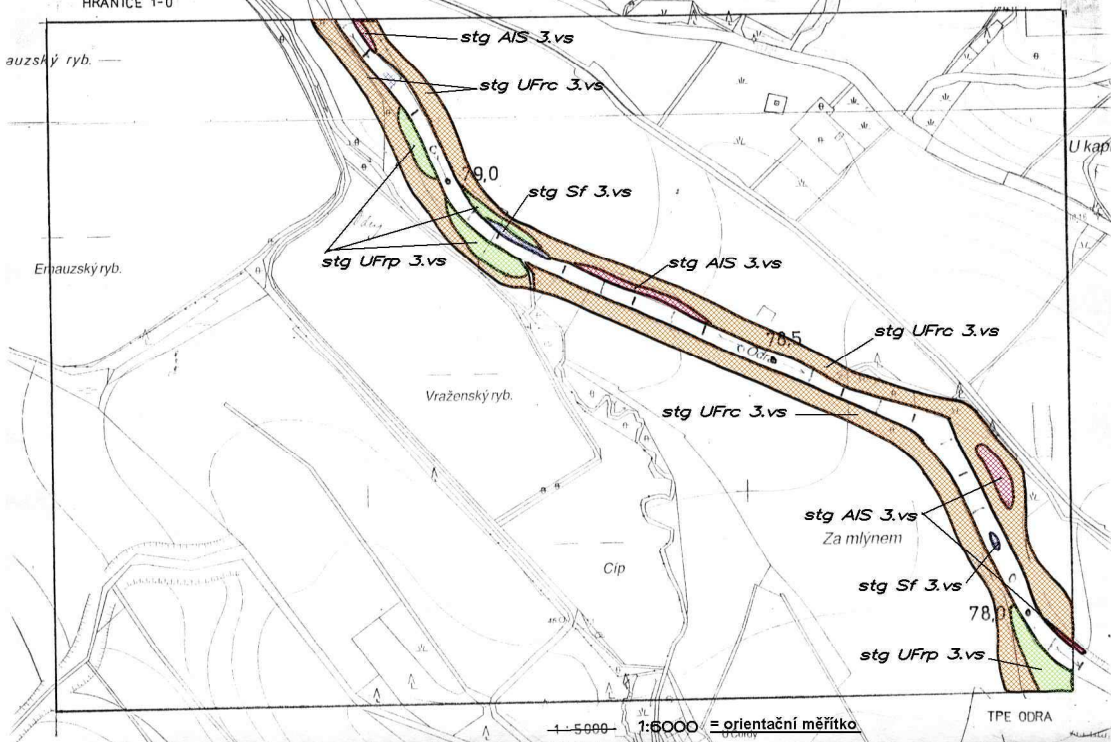 HRANICE 1-0
auzský ryb.
stg AIS 3.vs
stg UFrc 3.vs
U kap
79,0
stg Sf 3.vs
stg UFrp 3.vs
stg AIS 3.vs
Emauzský ryb.
78,5
stg UFrc 3.vs
Odra
Vraženský ryb.
stg UFrc 3.vs
stg AIS 3.vs
Za mlýnem
Cíp
stg Sf 3.vs
78,0
stg UFrp 3.vs
1:5000 1:6000 = orientační měřítko
TPE ODRA